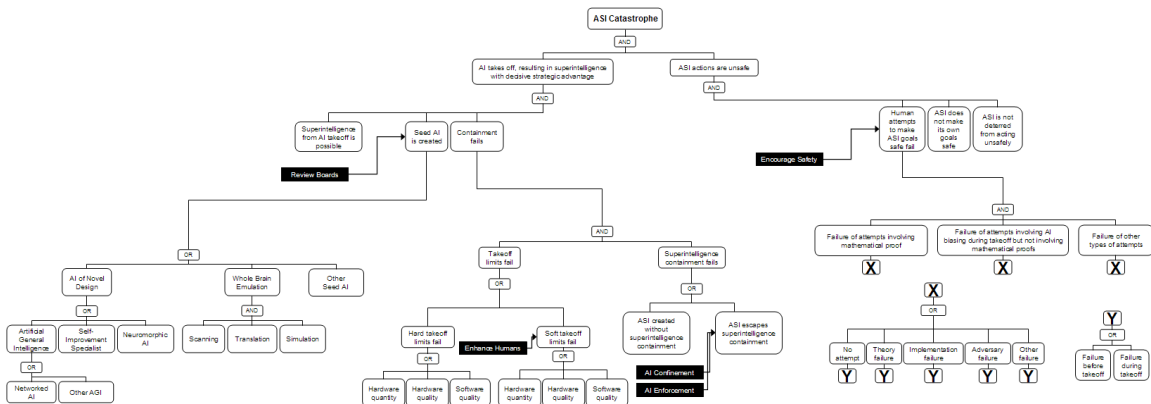 ASI Catastrophe
AND
AI takes off, resulting in superintelligence
with decisive strategic advantage
ASI actions are unsafe
AND
AND
Superintelligence
from AI takeoff is
possible
Seed AI
is created
Containment
fails
Human
attempts
to make
ASI goals
safe fail
ASI does
not make
its own
goals
safe
ASI is not
deterred
from acting
unsafely
Review Boards
Encourage Safety
OR
AND
AND
AI of Novel
Design
Whole Brain
Emulation
Other
Seed AI
Takeoff
limits fail
Superintelligence
containment fails
Failure of attempts involving
mathematical proof
Failure of attempts involving AI
biasing during takeoff but not involving
mathematical proofs
Failure of other
types of attempts
X
X
X
OR
AND
OR
OR
Artificial
General
Intelligence
Self-
Improvement
Specialist
Neuromorphic
AI
Scanning
Translation
Simulation
Hard takeoff
limits fail
Enhance Humans
Soft takeoff
limits fail
ASI created
without
superintelligence
containment
ASI escapes
superintelligence
containment
X
OR
No
attempt
Theory
failure
Implementation
failure
Adversary
failure
Other
failure
Y
Y
Y
Y
Y
Y
OR
Failure
before
takeoff
Failure
during
takeoff
OR
Networked
AI
Other AGI
OR
OR
Hardware
quantity
Hardware
quality
Software
quality
Hardware
quantity
Hardware
quality
Software
quality
AI Confinement
AI Enforcement